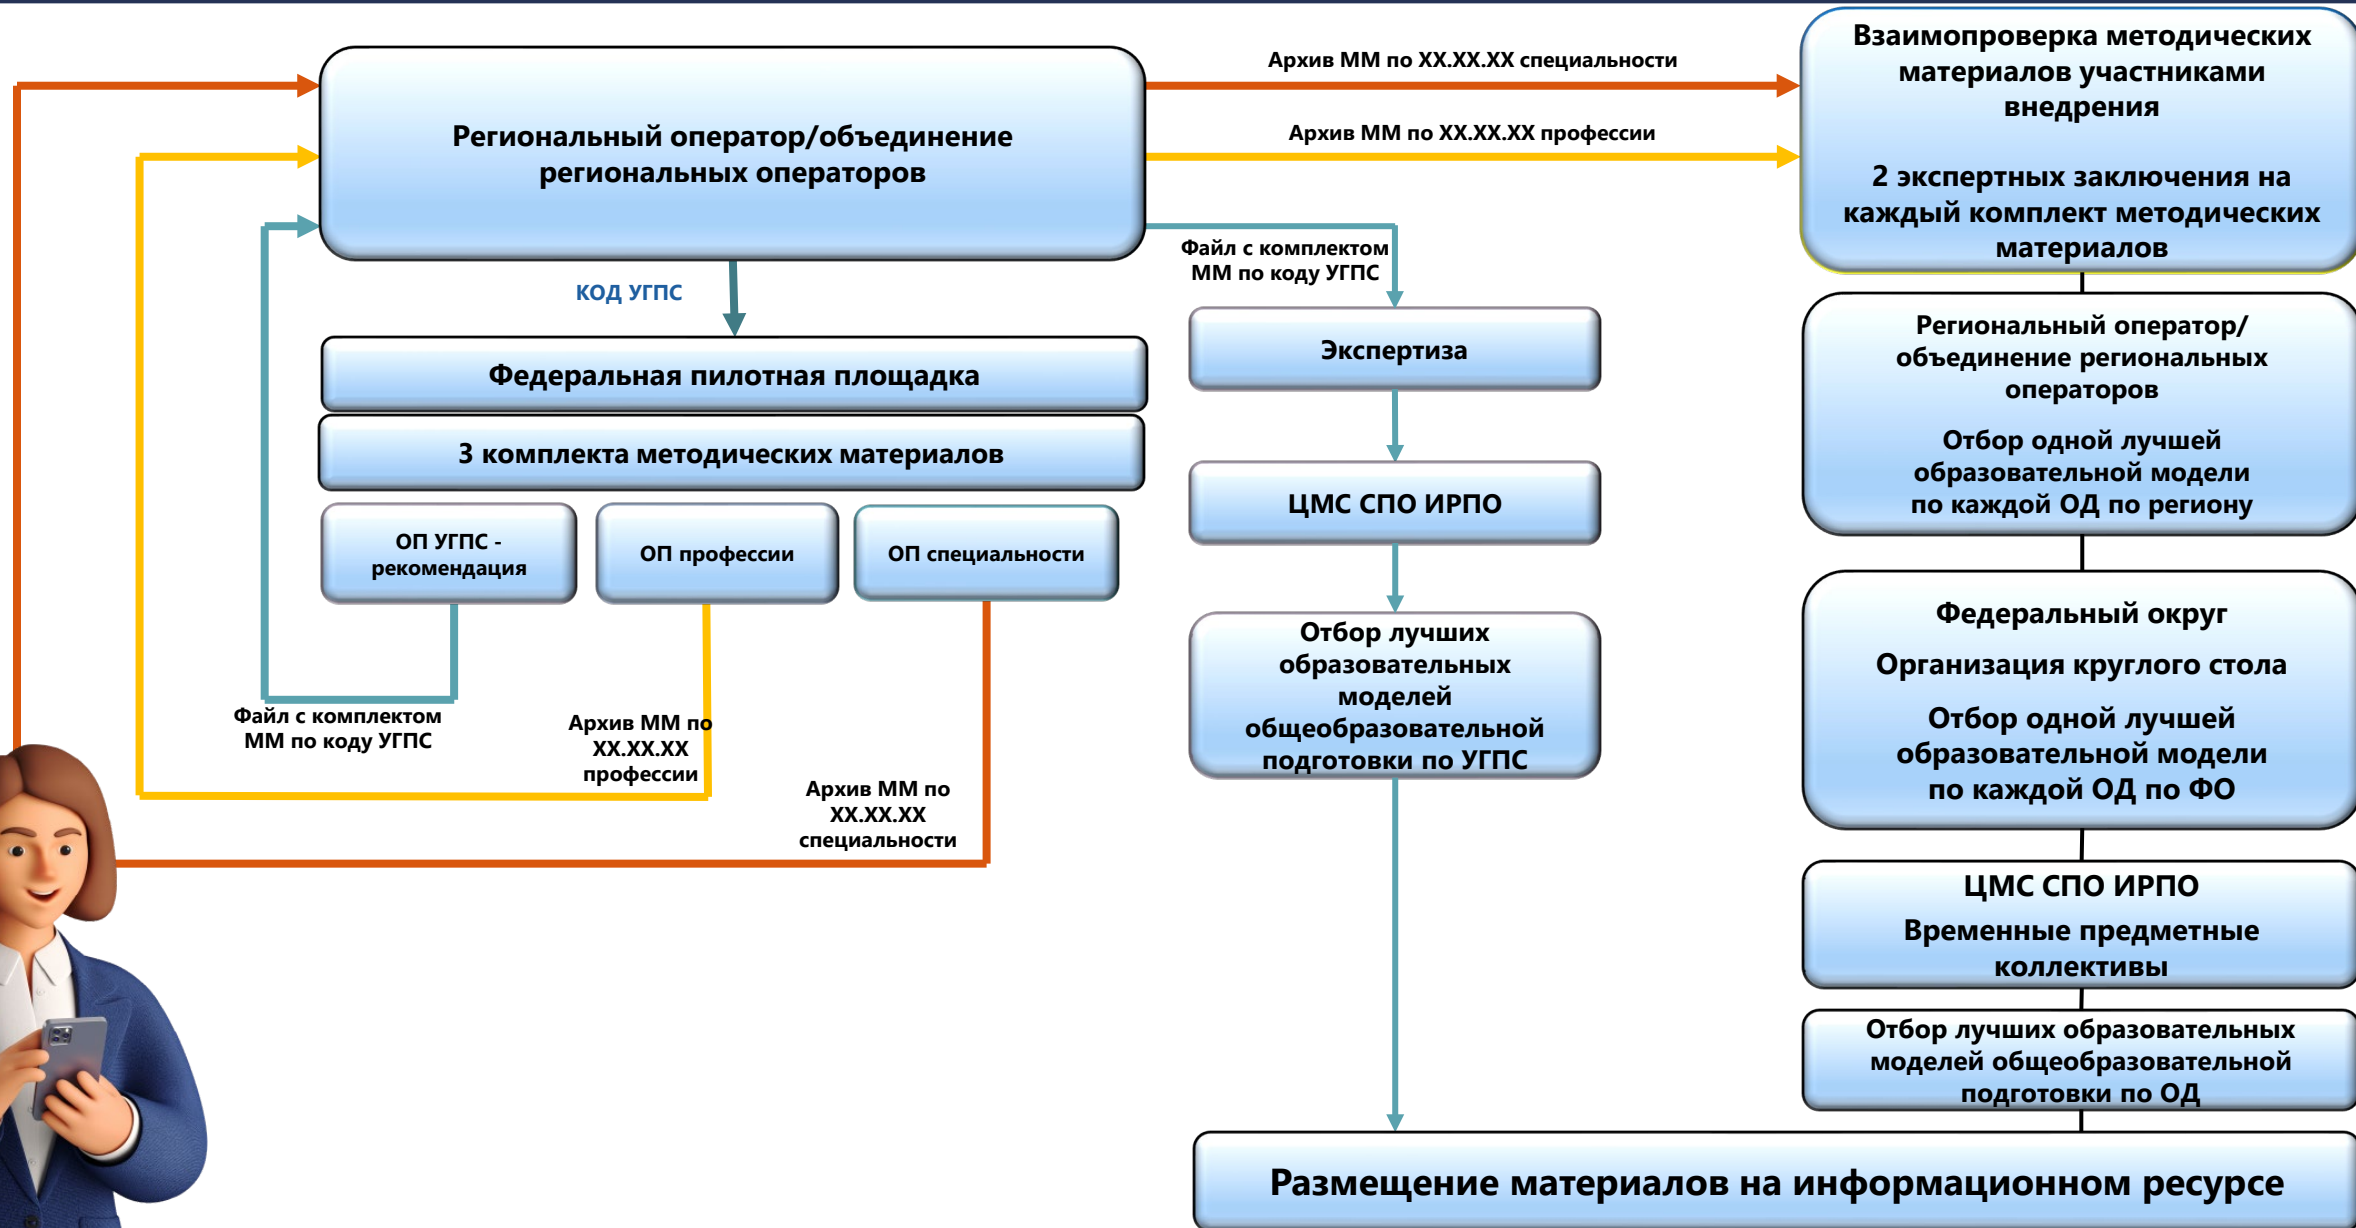 Региональный оператор/объединение
региональных операторов
КОД УГПС
Федеральная пилотная площадка
3 комплекта методических материалов
ОП УГПС -
рекомендация
ОП профессии
ОП специальности
Файл с комплектом
ММ по коду УГПС
Архив ММ по
XX.XX.XX
профессии
Архив ММ по
XX.XX.XX
специальности
Архив ММ по XX.XX.XX специальности
Архив ММ по XX.XX.XX профессии
Файл с комплектом
ММ по коду УГПС
Экспертиза
ЦМС СПО ИРПО
Отбор лучших
образовательных
моделей
общеобразовательной
подготовки по УГПС
Взаимопроверка методических
материалов участниками
внедрения
2 экспертных заключения на
каждый комплект методических
материалов
Региональный оператор/
объединение региональных
операторов
Отбор одной лучшей
образовательной модели
по каждой ОД по региону
Федеральный округ
Организация круглого стола
Отбор одной лучшей
образовательной модели
по каждой ОД по ФО
ЦМС СПО ИРПО
Временные предметные
коллективы
Отбор лучших образовательных
моделей общеобразовательной
подготовки по ОД
Размещение материалов на информационном ресурсе